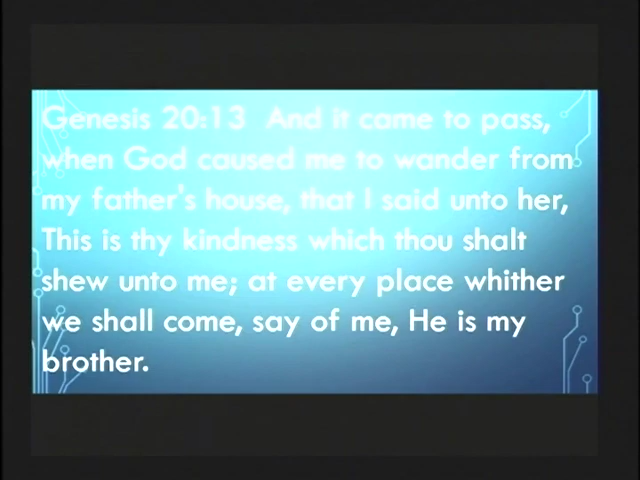 Genesis 20:13 And it came to pass,
when God caused me to wander from
my father's house, that I said unto her,
This is thy kindness which thou shalt
shew unto me; at every place whither
we shall come, say of me, He is my
brother.